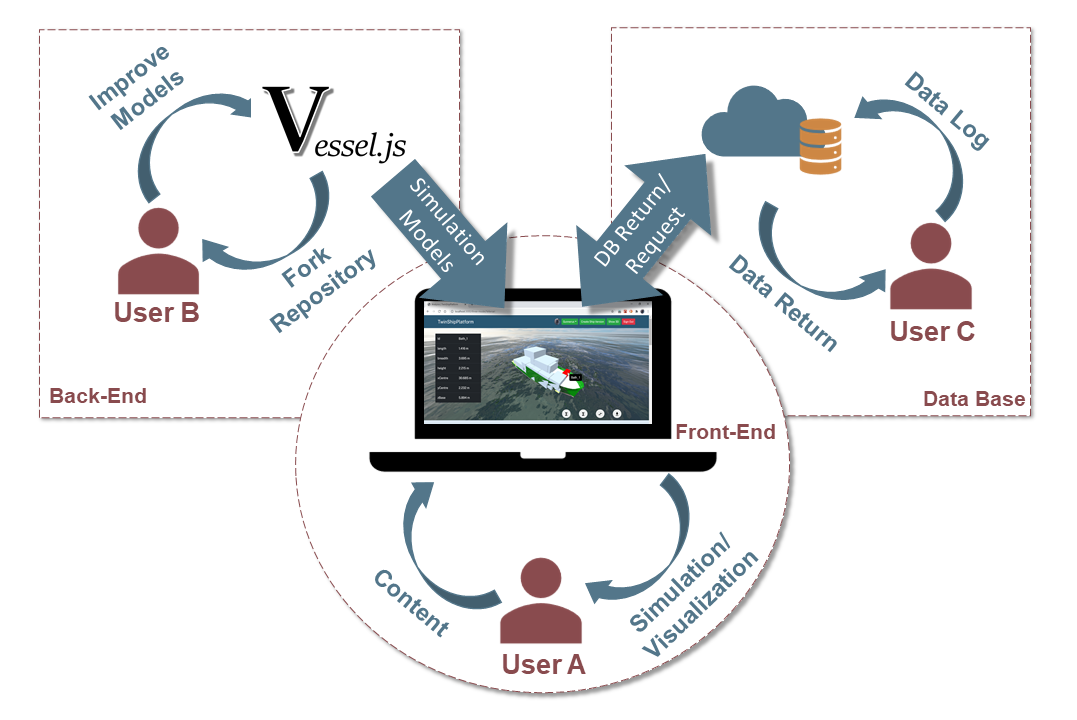 Improve
Models
Vessel.js
Fork
Repository
User B
Back-End
Simulation
Models
DB Return/
Request
Data Log
Data Return
User C
Data Base
TwinShipPlatform
Front-End
Content
Simulation/
Visualization
User A